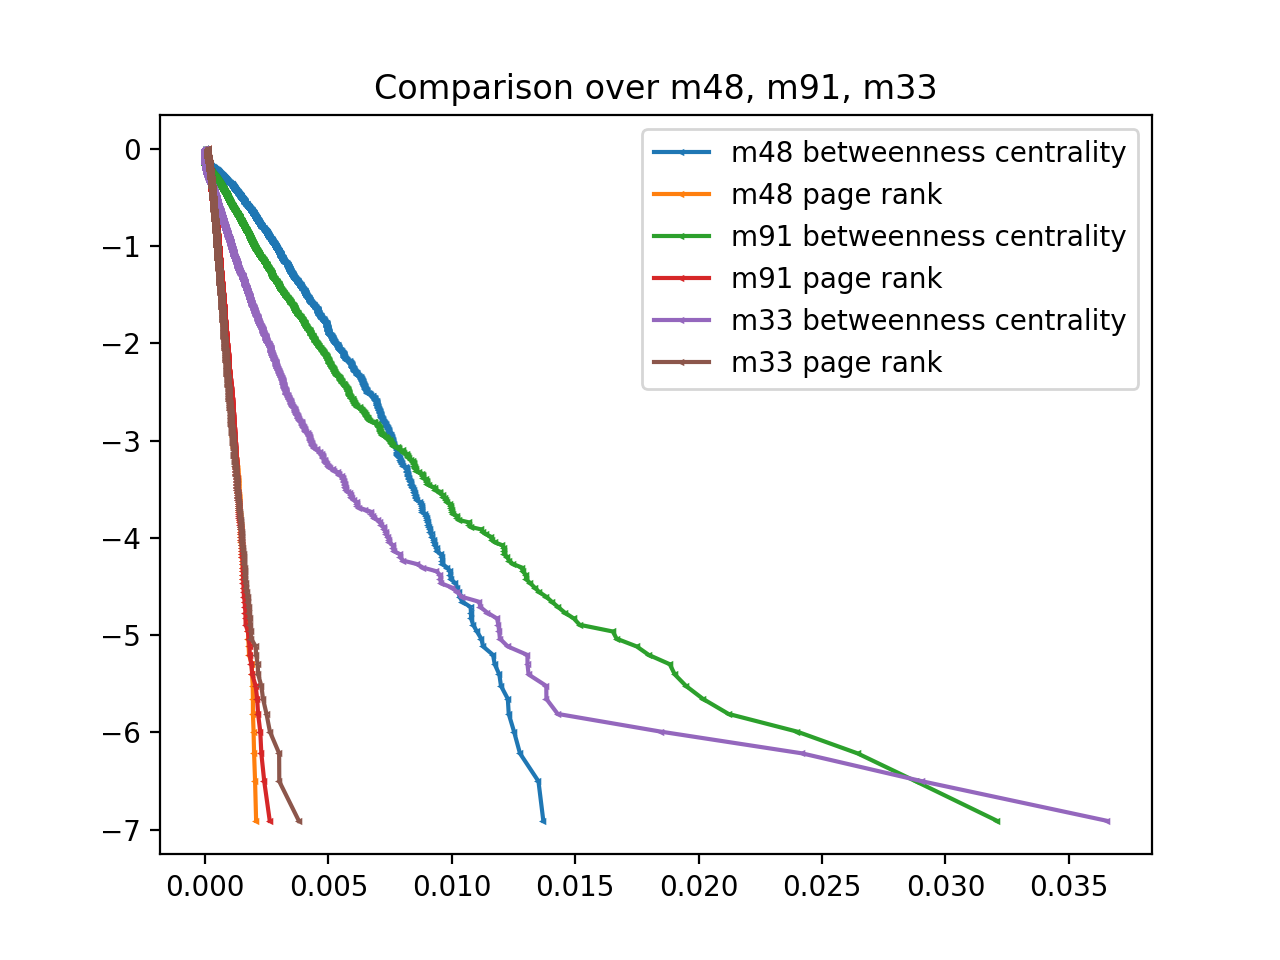 Comparison over m48, m91, m33
m48 betweenness centrality
m48 page rank
m91 betweenness centrality
m91 page rank
m33 betweenness centrality
m33 page rank
0
−1
−2
−3
−4
−5
−6
−7
0.000 0.005 0.010 0.015 0.020 0.025 0.030 0.035